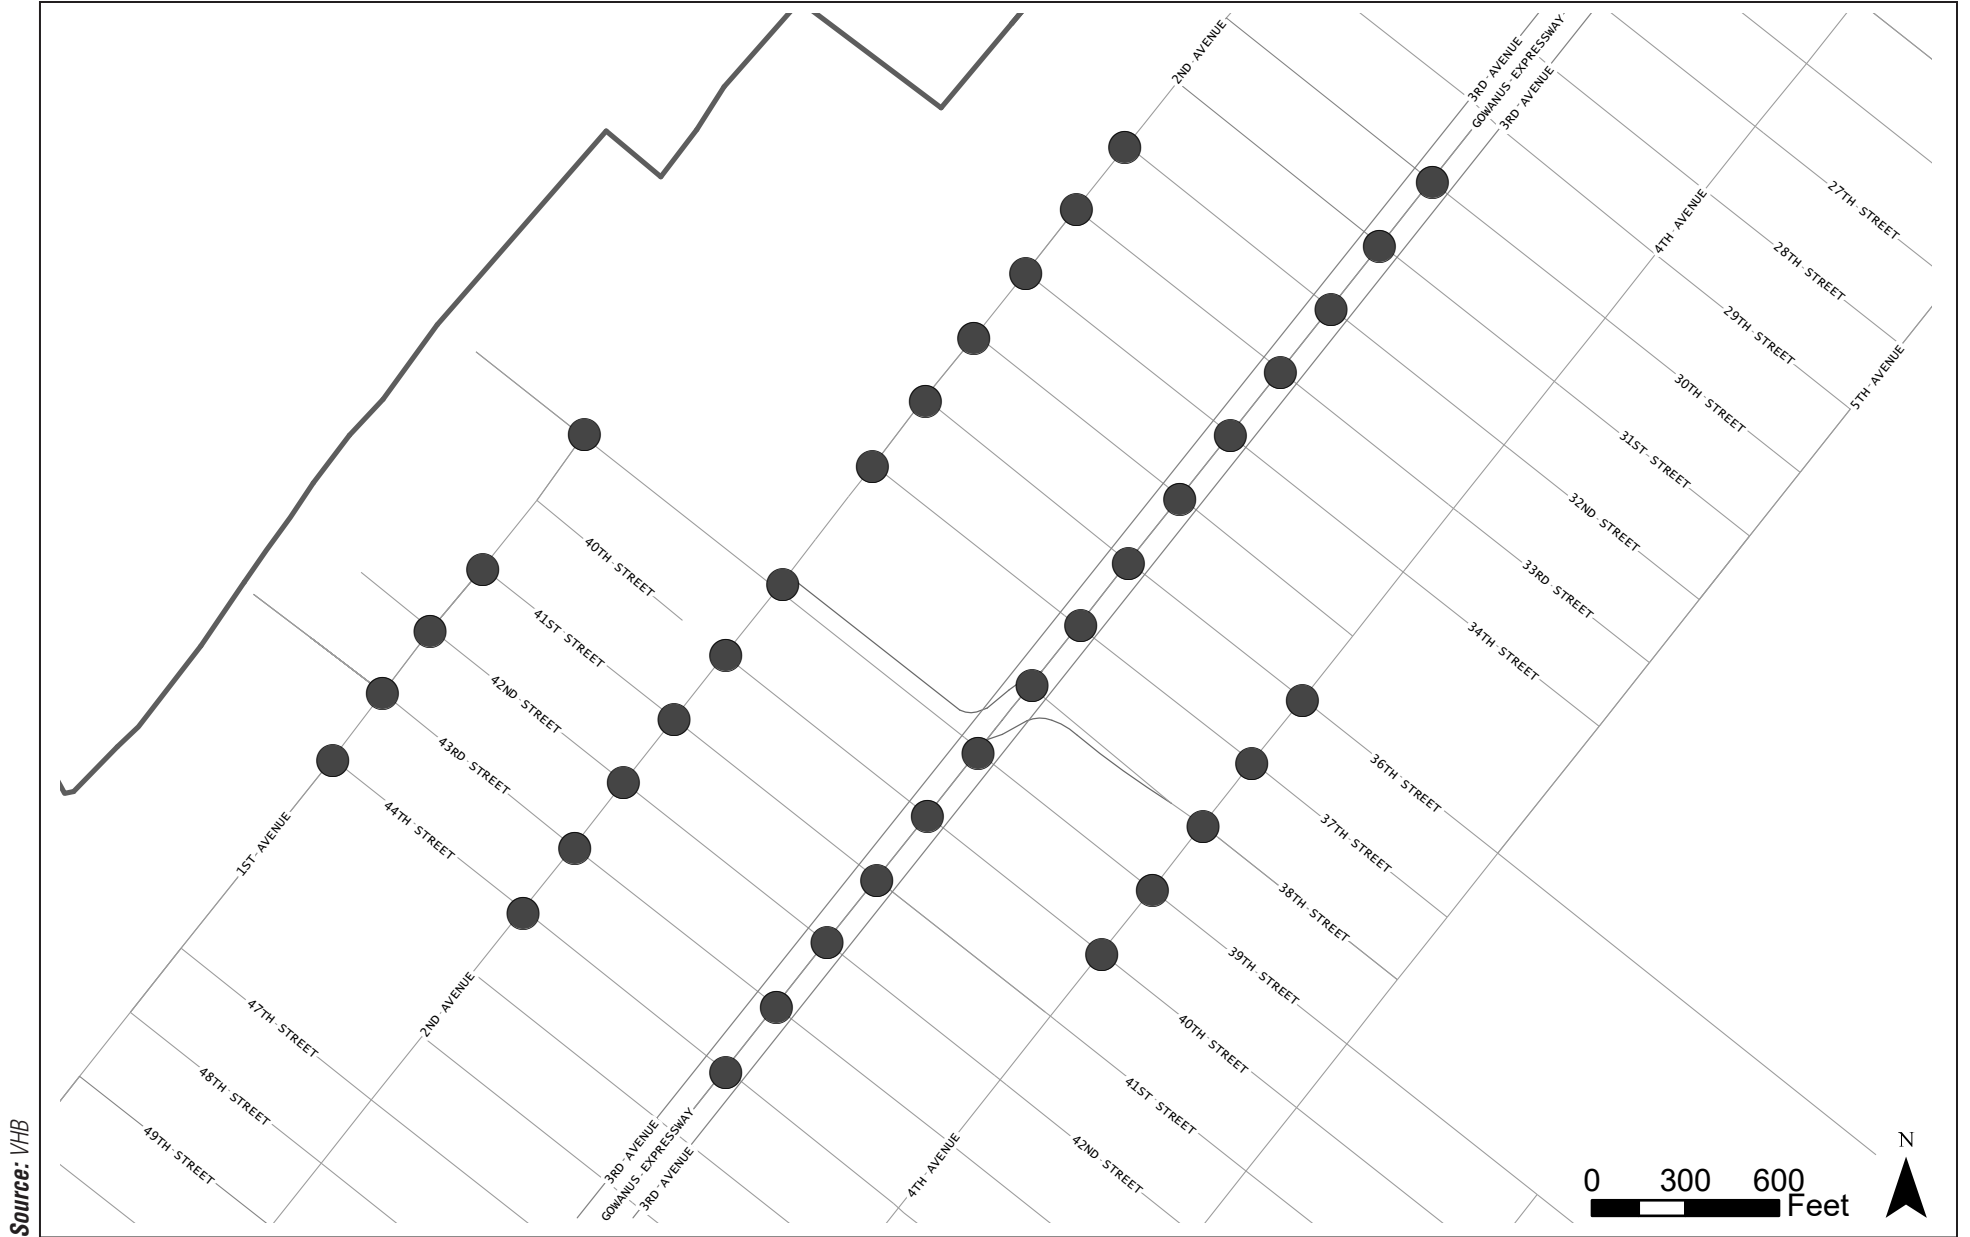 2ND AVENUE
3RD AVENUE
GOWANUS EXPRESSWAY
3RD AVENUE
4TH AVENUE
27TH STREET
28TH STREET
29TH STREET
5TH AVENUE
30TH STREET
31ST STREET
32ND STREET
33RD STREET
34TH STREET
40TH STREET
41ST STREET
42ND STREET
43RD STREET
44TH STREET
1ST AVENUE
36TH STREET
37TH STREET
38TH STREET
39TH STREET
40TH STREET
41ST STREET
42ND STREET
2ND AVENUE
47TH STREET
48TH STREET
49TH STREET
3RD AVENUE
GOWANUS EXPRESSWAY
3RD AVENUE
4TH AVENUE
N
0 300 600
Feet
Source: VHB